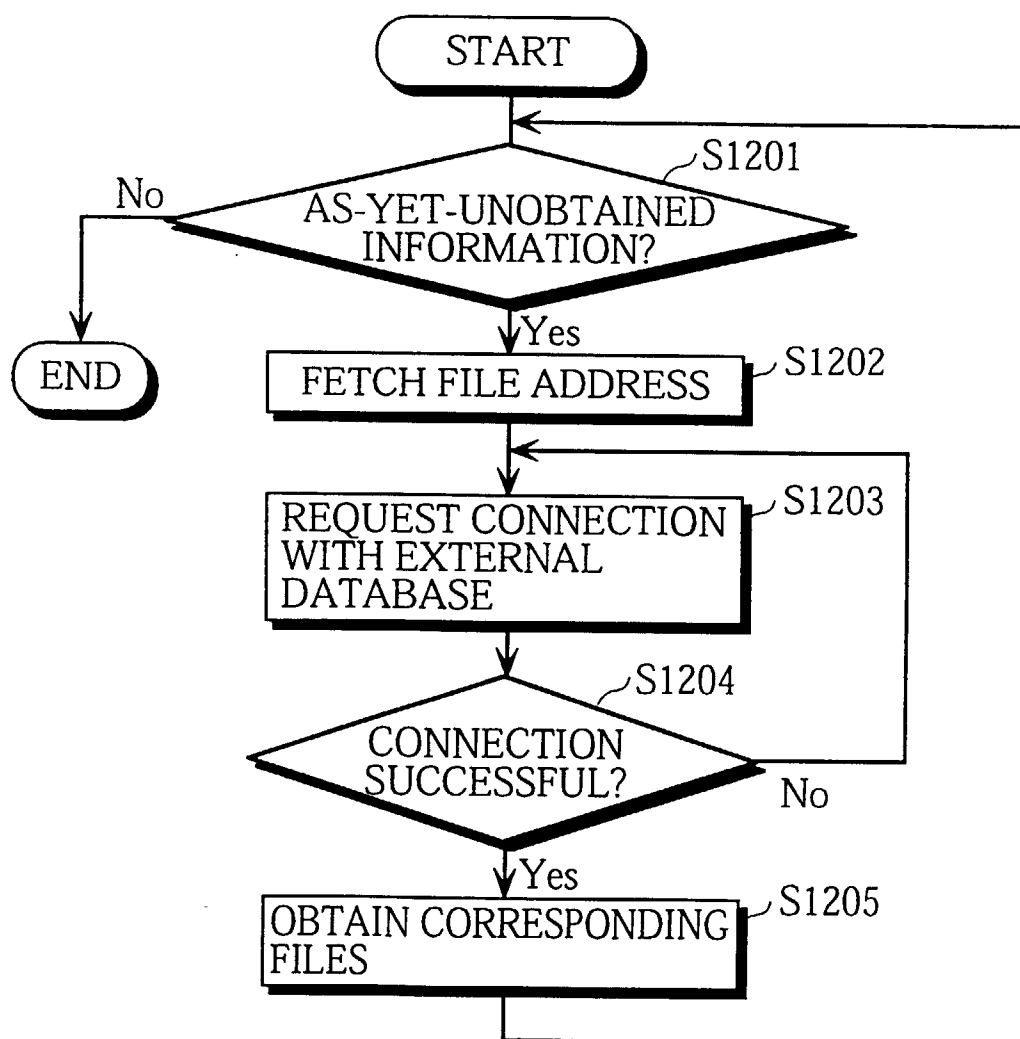 START
S1201
No
AS-YET-UNOBTAINED
INFORMATION?
Yes
END
FETCH FILE ADDRESS
S1202
REQUEST CONNECTION
WITH EXTERNAL
DATABASE
S1203
S1204
CONNECTION
SUCCESSFUL?
No
Yes
OBTAIN CORRESPONDING
FILES
S1205